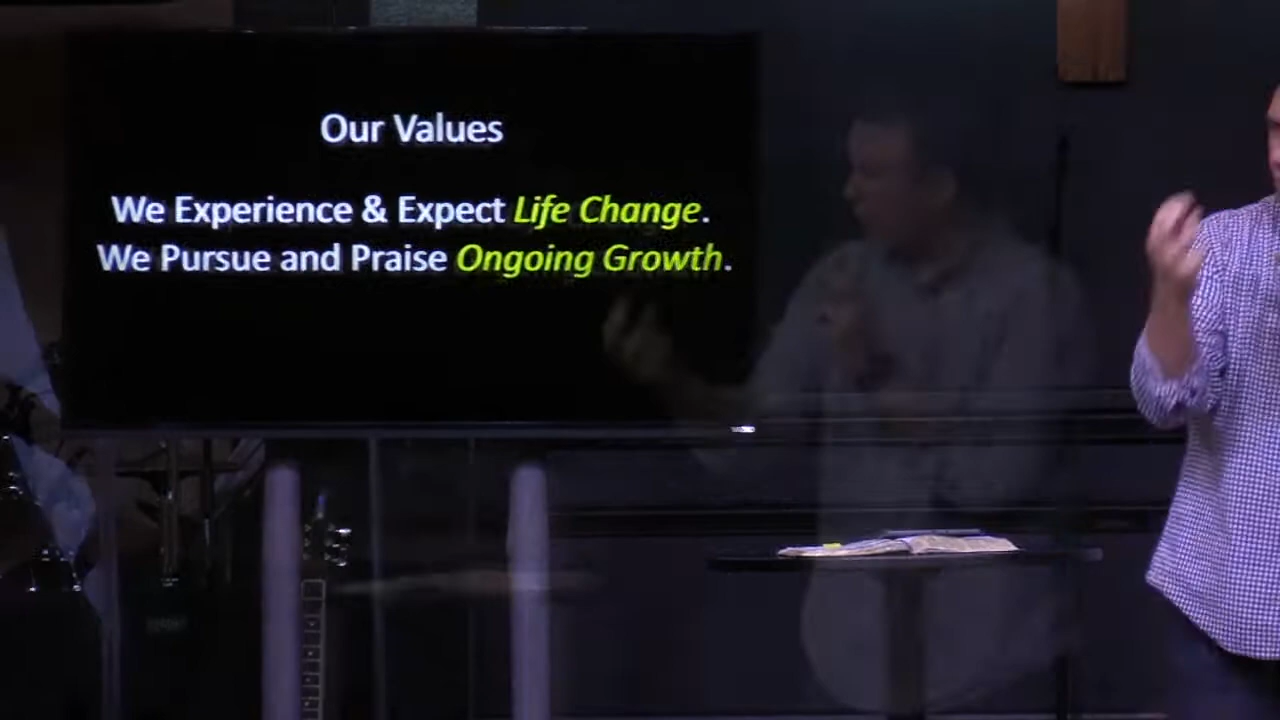 Our Values
We Experience & Expect Life Change.
We Pursue and Praise Ongoing Growth.